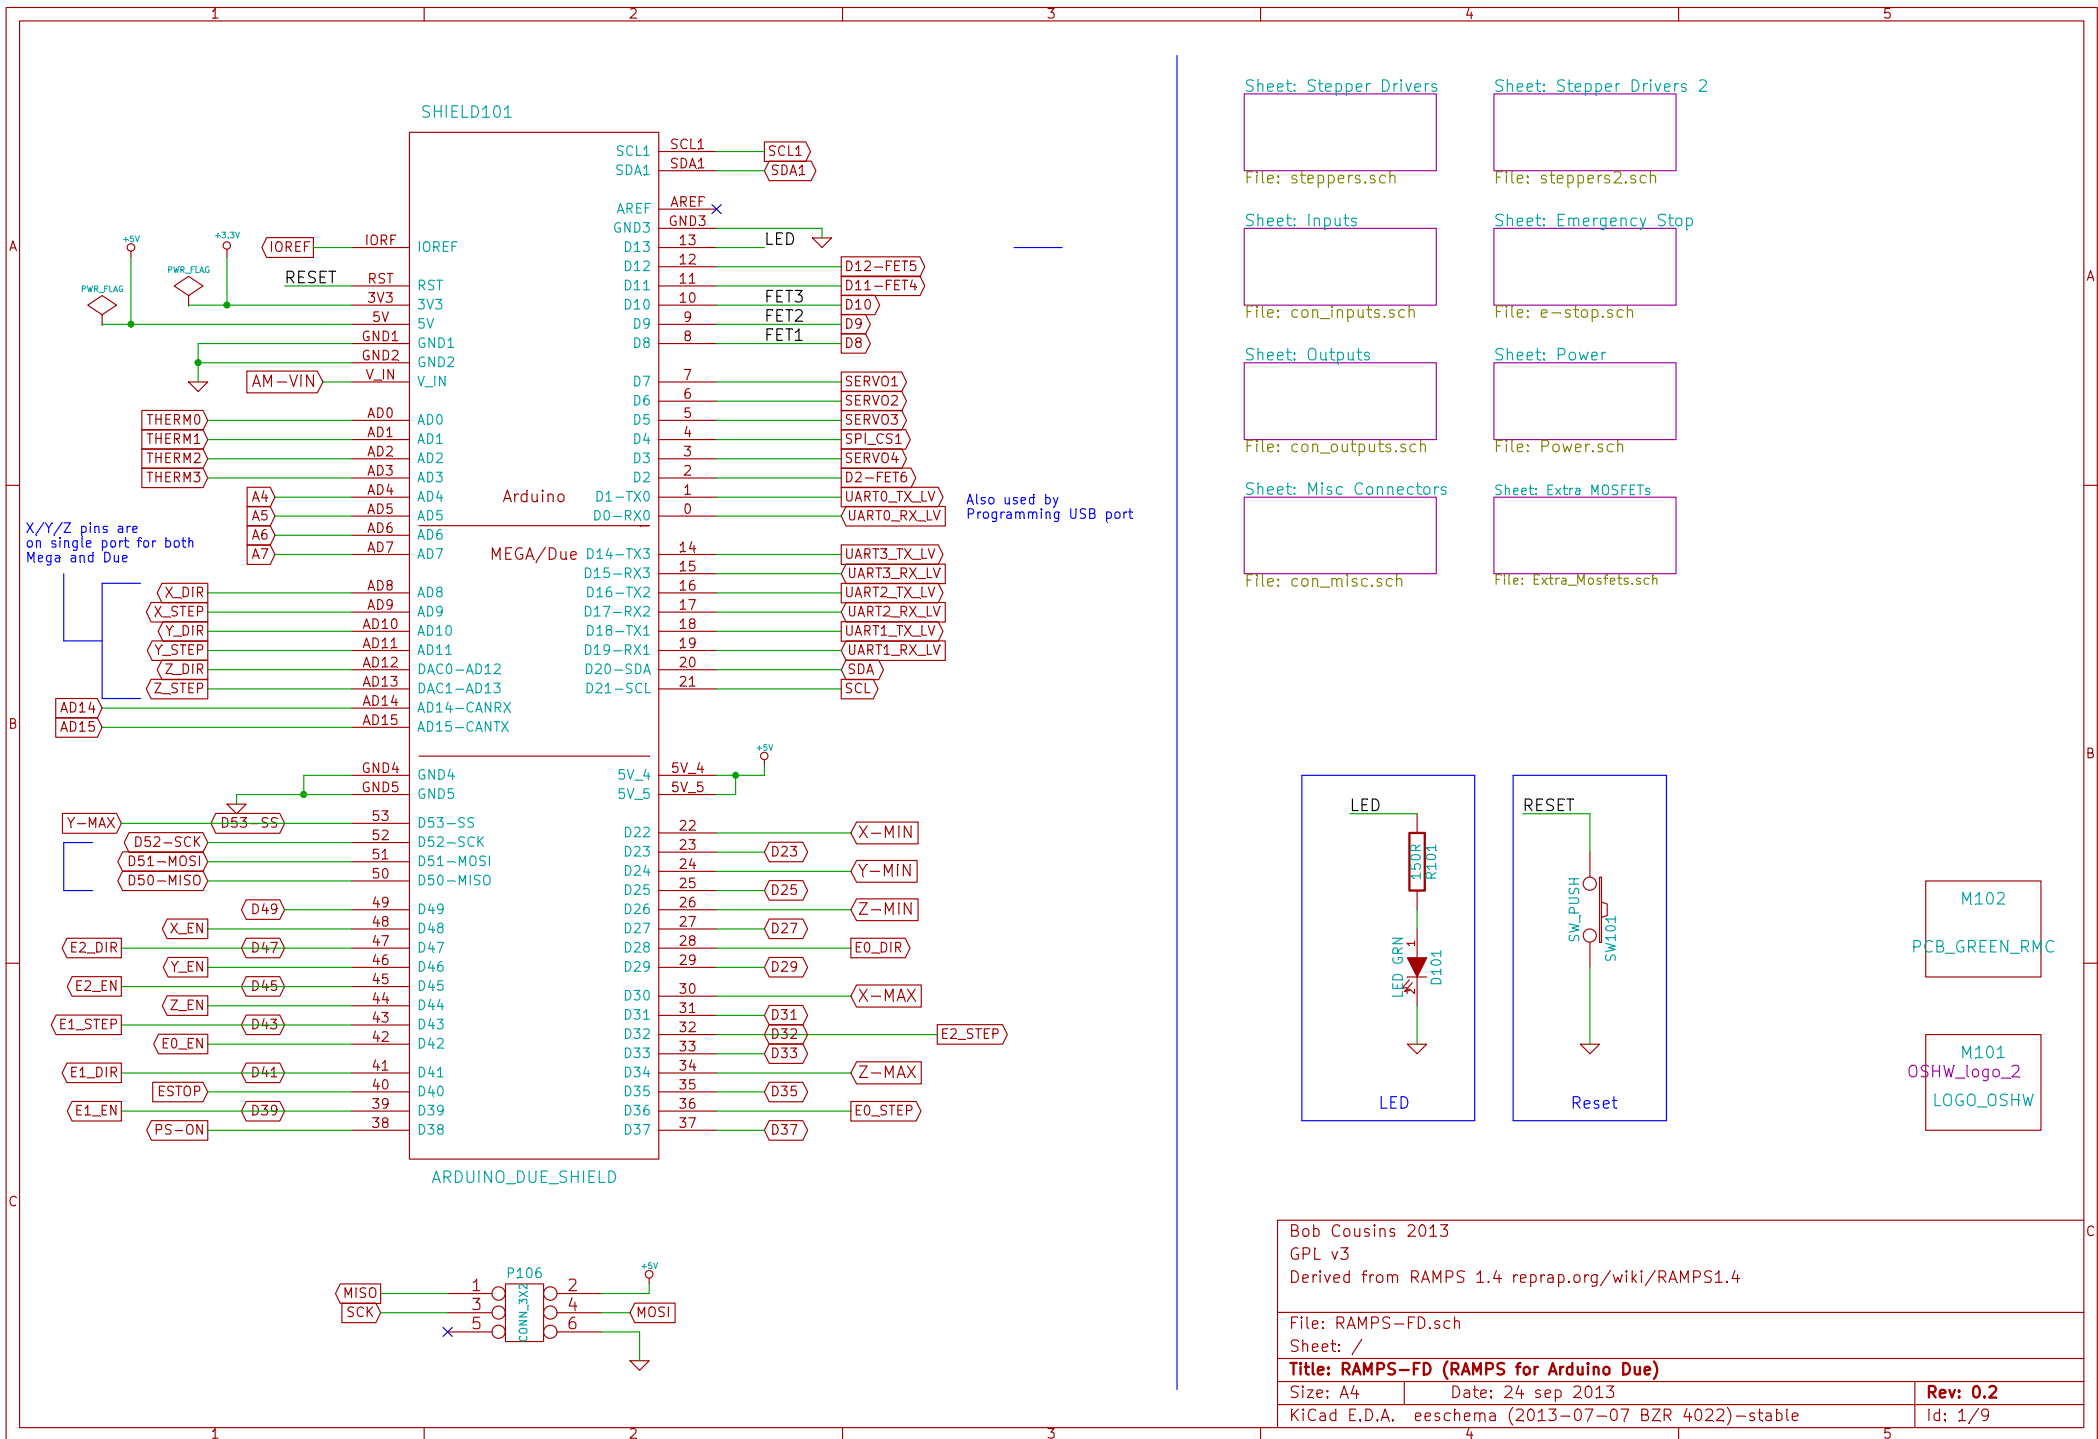 1 2 3 4 5
SHIELD101
SCL1 SCL1 SCL1
SDA1 SDA1 SDA1
AREF AREF
GND3 GND3
IOREF IORF IOREF
D13 13 LED
D12 12 D12-FET5
RESET RST RST
D11 11 D11-FET4
+5V
+3,3V
PWR_FLAG
PWR_FLAG
3V3 3V3
D10 10 FET3 D10
5V 5V
D9 9 FET2 D9
GND1 GND1
D8 8 FET1 D8
GND2 GND2
AM-VIN V_IN V_IN
D7 7 SERVO1
D6 6 SERVO2
THERM0 AD0 AD0
D5 5 SERVO3
THERM1 AD1 AD1
D4 4 SPI_CS1
THERM2 AD2 AD2
D3 3 SERVO4
THERM3 AD3 AD3
D2 2 D2-FET6
A4 AD4 AD4
Arduino
D1-TX0 1 UART0_TX_LV
A5 AD5 AD5
D0-RX0 0 UART0_RX_LV
Also used by
Programming USB port
A6 AD6 AD6
A7 AD7 AD7
MEGA/Due
D14-TX3 14 UART3_TX_LV
D15-RX3 15 UART3_RX_LV
X/Y/Z pins are
on single port for both
Mega and Due
X_DIR AD8 AD8
D16-TX2 16 UART2_TX_LV
X_STEP AD9 AD9
D17-RX2 17 UART2_RX_LV
Y_DIR AD10 AD10
D18-TX1 18 UART1_TX_LV
Y_STEP AD11 AD11
D19-RX1 19 UART1_RX_LV
Z_DIR AD12 DAC0-AD12
D20-SDA 20 SDA
Z_STEP AD13 DAC1-AD13
D21-SCL 21 SCL
AD14 AD14 AD14-CANRX
AD15 AD15 AD15-CANTX
GND4 GND4
5V_4 5V_4 +5V
GND5 GND5
5V_5 5V_5
Y-MAX D53-SS 53 D53-SS
D22 22 X-MIN
D52-SCK 52 D52-SCK
D23 23 D23
D51-MOSI 51 D51-MOSI
D24 24 Y-MIN
D50-MISO 50 D50-MISO
D25 25 D25
D49 49 D49
D26 26 Z-MIN
X_EN 48 D48
D27 27 D27
E2_DIR D47 47 D47
D28 28 E0_DIR
Y_EN 46 D46
D29 29 D29
E2_EN D45 45 D45
D30 30 X-MAX
Z_EN 44 D44
D31 31 D31
E1_STEP D43 43 D43
D32 32 D32 E2_STEP
E0_EN 42 D42
D33 33 D33
E1_DIR D41 41 D41
D34 34 Z-MAX
ESTOP 40 D40
D35 35 D35
E1_EN D39 39 D39
D36 36 E0_STEP
PS-ON 38 D38
D37 37 D37
ARDUINO_DUE_SHIELD
P106
CONN_3X2
MISO 1 2 +5V
SCK 3 4 MOSI
5 6
Sheet: Stepper Drivers
File: steppers.sch
Sheet: Stepper Drivers 2
File: steppers2.sch
Sheet: Inputs
File: con_inputs.sch
Sheet: Emergency Stop
File: e-stop.sch
Sheet: Outputs
File: con_outputs.sch
Sheet: Power
File: Power.sch
Sheet: Misc Connectors
File: con_misc.sch
Sheet: Extra MOSFETs
File: Extra_Mosfets.sch
LED
150R
R101
LED GRN
1
2
D101
LED
RESET
SW_PUSH
SW101
Reset
M102
PCB_GREEN_RMC
M101
OSHW_logo_2
LOGO_OSHW
Bob Cousins 2013
GPL v3
Derived from RAMPS 1.4 reprap.org/wiki/RAMPS1.4
File: RAMPS-FD.sch
Sheet: /
Title: RAMPS-FD (RAMPS for Arduino Due)
Size: A4 Date: 24 sep 2013 Rev: 0.2
KiCad E.D.A. eeschema (2013-07-07 BZR 4022)-stable Id: 1/9
A A
B B
C C
1 2 3 4 5